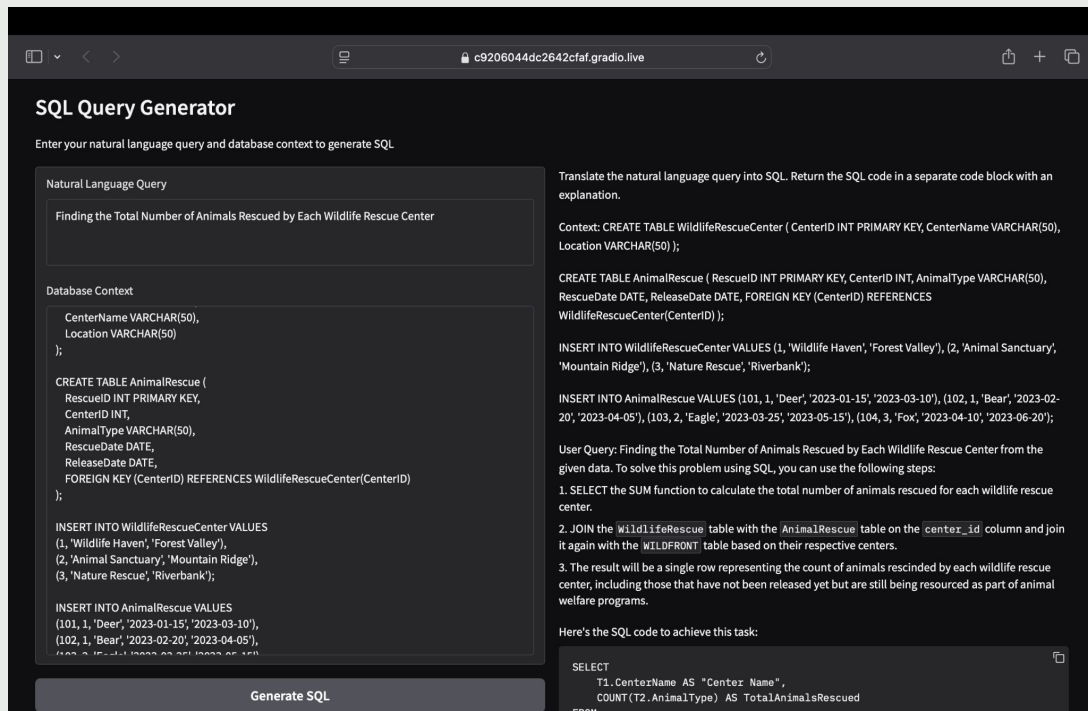 c9206044dc2642cfaf.gradio.live
SQL Query Generator
Enter your natural language query and database context to generate SQL
Natural Language Query
Finding the Total Number of Animals Rescued by Each Wildlife Rescue Center
Database Context
CenterName VARCHAR(50),
Location VARCHAR(50)
);
CREATE TABLE AnimalRescue (
RescueID INT PRIMARY KEY,
CenterID INT,
AnimalType VARCHAR(50),
RescueDate DATE,
ReleaseDate DATE,
FOREIGN KEY (CenterID) REFERENCES WildlifeRescueCenter(CenterID)
);
INSERT INTO WildlifeRescueCenter VALUES
(1, 'Wildlife Haven', 'Forest Valley'),
(2, 'Animal Sanctuary', 'Mountain Ridge'),
(3, 'Nature Rescue', 'Riverbank');
INSERT INTO AnimalRescue VALUES
(101, 1, 'Deer', '2023-01-15', '2023-03-10'),
(102, 1, 'Bear', '2023-02-20', '2023-04-05'),
(103, 2, 'Eagle', '2023-03-25', '2023-05-15'),
Generate SQL
Translate the natural language query into SQL. Return the SQL code in a separate code block with an
explanation.
Context: CREATE TABLE WildlifeRescueCenter ( CenterID INT PRIMARY KEY, CenterName VARCHAR(50),
Location VARCHAR(50) );
CREATE TABLE AnimalRescue ( RescueID INT PRIMARY KEY, CenterID INT, AnimalType VARCHAR(50),
RescueDate DATE, ReleaseDate DATE, FOREIGN KEY (CenterID) REFERENCES
WildlifeRescueCenter(CenterID) );
INSERT INTO WildlifeRescueCenter VALUES (1, 'Wildlife Haven', 'Forest Valley'), (2, 'Animal Sanctuary',
'Mountain Ridge'), (3, 'Nature Rescue', 'Riverbank');
INSERT INTO AnimalRescue VALUES (101, 1, 'Deer', '2023-01-15', '2023-03-10'), (102, 1, 'Bear', '2023-02-
20', '2023-04-05'), (103, 2, 'Eagle', '2023-03-25', '2023-05-15'), (104, 3, 'Fox', '2023-04-10', '2023-06-20');
User Query: Finding the Total Number of Animals Rescued by Each Wildlife Rescue Center from the
given data. To solve this problem using SQL, you can use the following steps:
1. SELECT the SUM function to calculate the total number of animals rescued for each wildlife rescue
center.
2. JOIN the WildlifeRescue table with the AnimalRescue table on the center_id column and join
it again with the WILDFRONT table based on their respective centers.
3. The result will be a single row representing the count of animals rescinded by each wildlife rescue
center, including those that have not been released yet but are still being resourced as part of animal
welfare programs.
Here's the SQL code to achieve this task:
SELECT
T1.CenterName AS "Center Name",
COUNT(T2.AnimalType) AS TotalAnimalsRescued
FROM